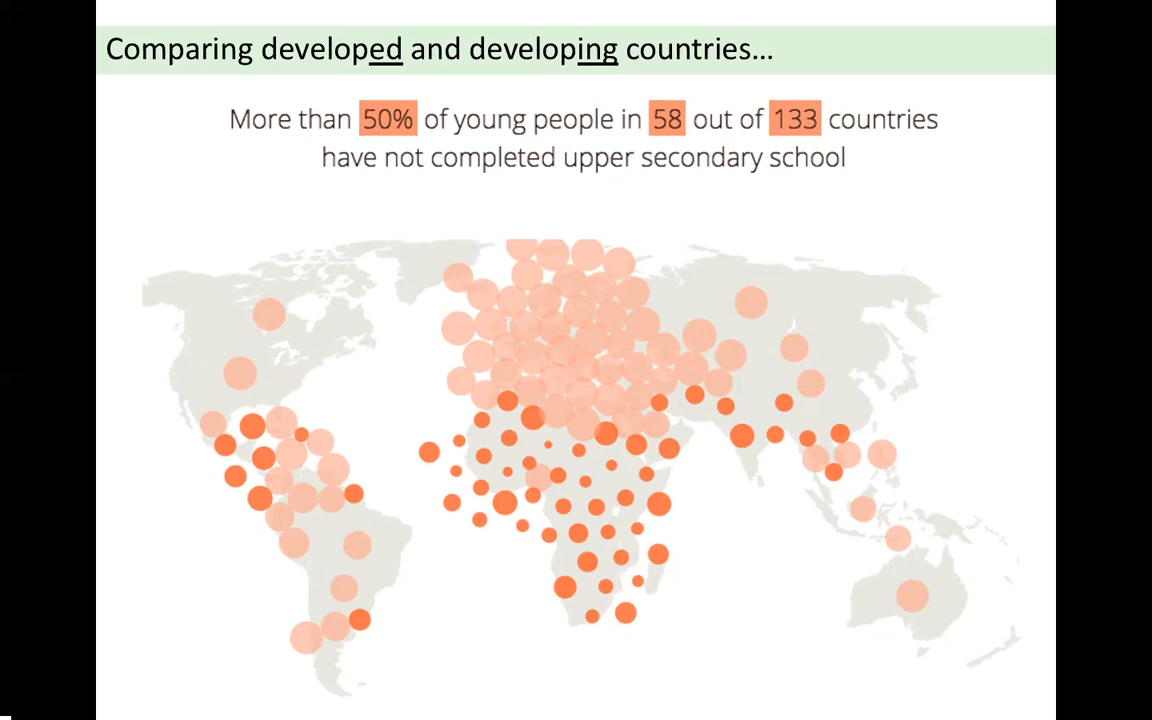 Comparing developed and developing countries...
More than 50% of young people in 58 out of 133 countries
have not completed upper secondary school